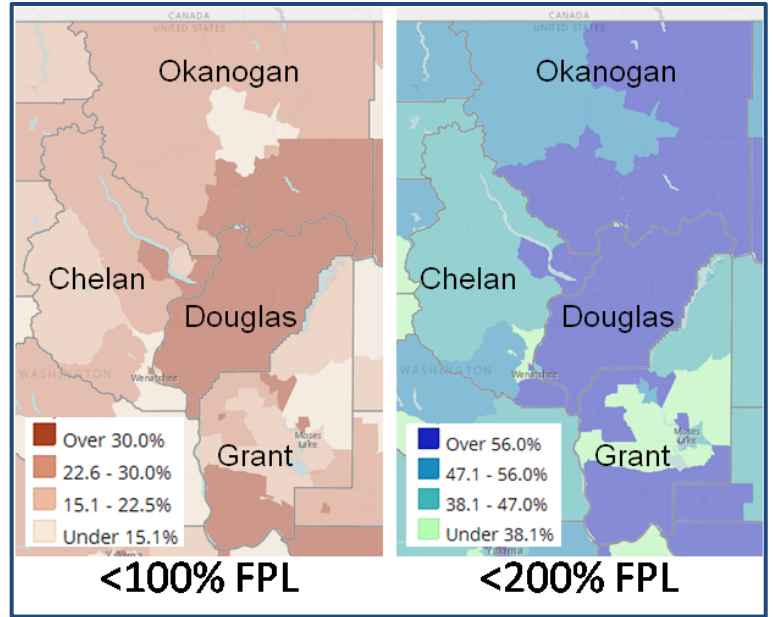 CANADA
UNITED STATES
Okanogan
Chelan
Douglas
WASHINGTON
Wenatchee
Moses
Lake
Grant
Over 30.0%
22.6 - 30.0%
15.1 - 22.5%
Under 15.1%
Yakima
<100% FPL
CANADA
UNITED STATES
Okanogan
Chelan
Douglas
WASHINGTON
Wenatchee
Moses
Lake
Grant
Over 56.0%
47.1 - 56.0%
38.1 - 47.0%
Under 38.1%
Yakima
<200% FPL